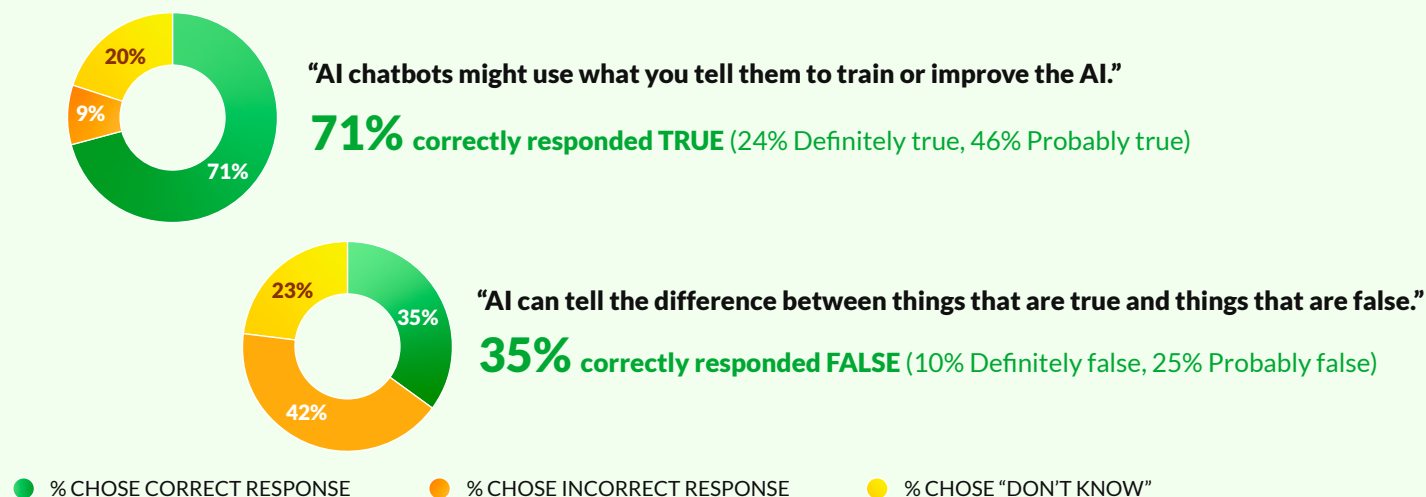 20%
9%
71%
“AI chatbots might use what you tell them to train or improve the AI.”
71% correctly responded TRUE (24% Definitely true, 46% Probably true)
23%
35%
42%
“AI can tell the difference between things that are true and things that are false.”
35% correctly responded FALSE (10% Definitely false, 25% Probably false)
% CHOSE CORRECT RESPONSE
% CHOSE INCORRECT RESPONSE
% CHOSE “DON’T KNOW”